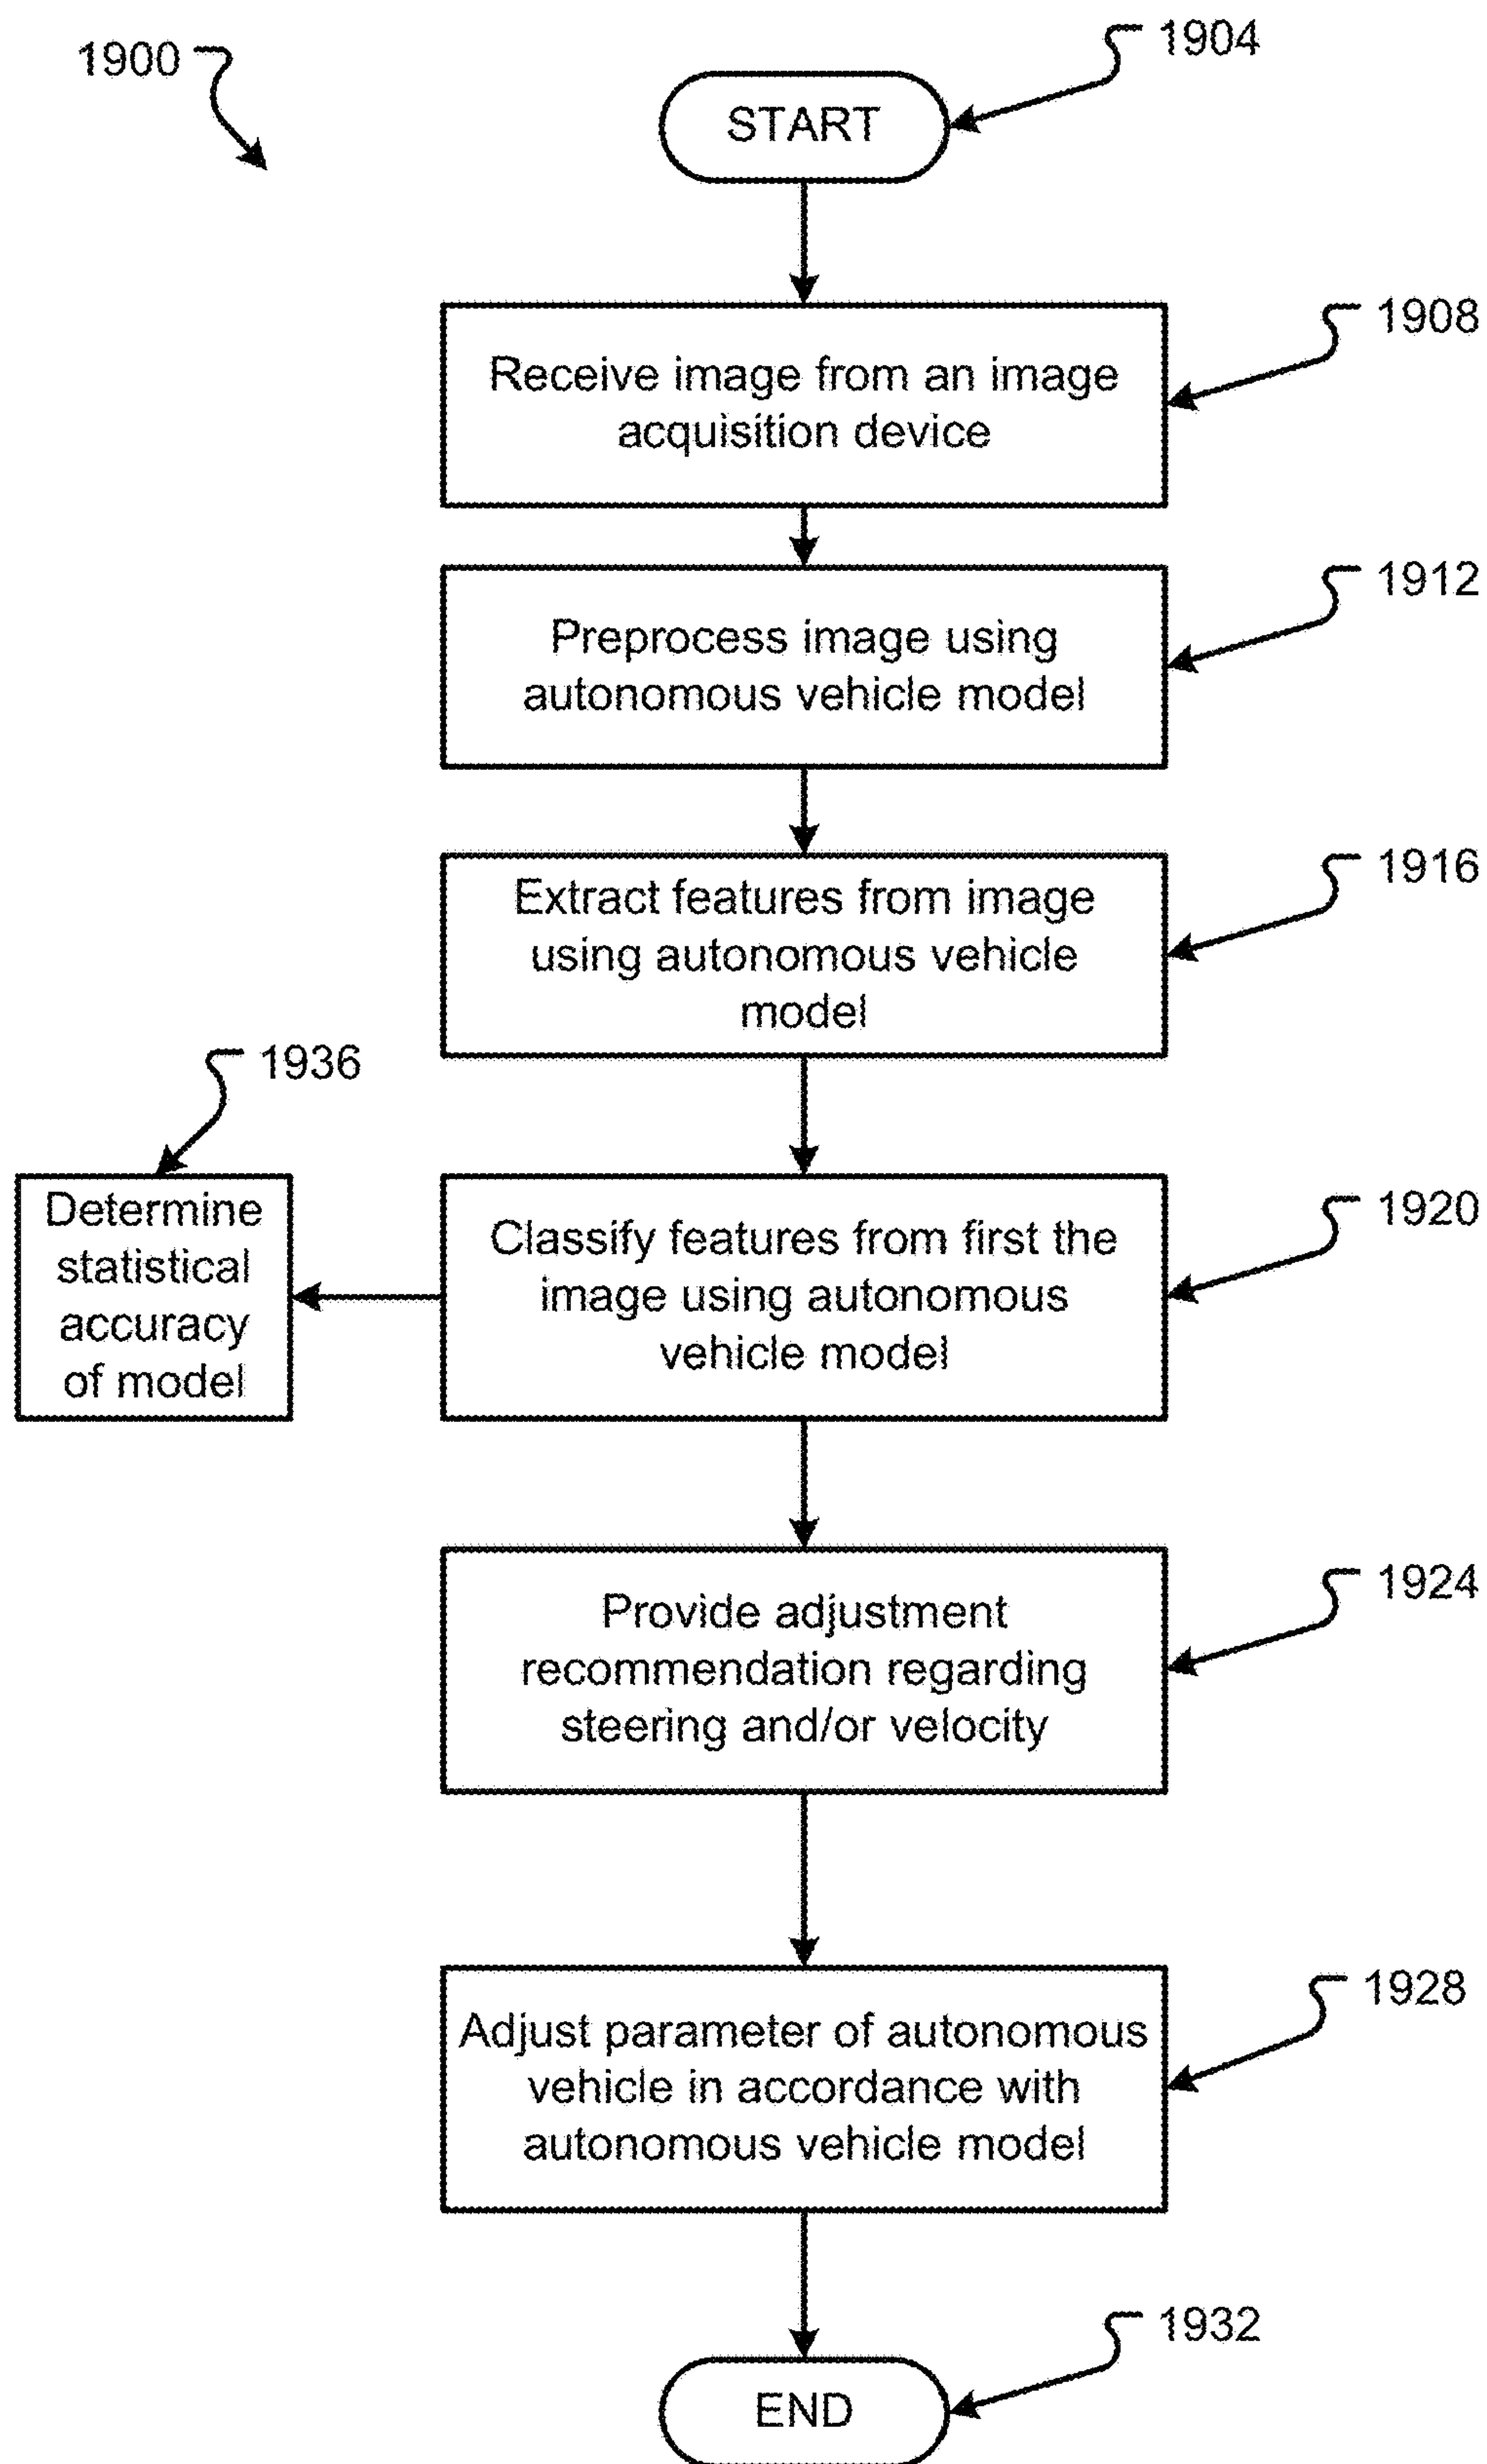 1900
1904
START
1908
Receive image from an image
acquisition device
1912
Preprocess image using
autonomous vehicle model
1916
Extract features from image
using autonomous vehicle
model
1936
Determine
statistical
accuracy
of model
1920
Classify features from first the
image using autonomous
vehicle model
1924
Provide adjustment
recommendation regarding
steering and/or velocity
1928
Adjust parameter of autonomous
vehicle in accordance with
autonomous vehicle model
1932
END